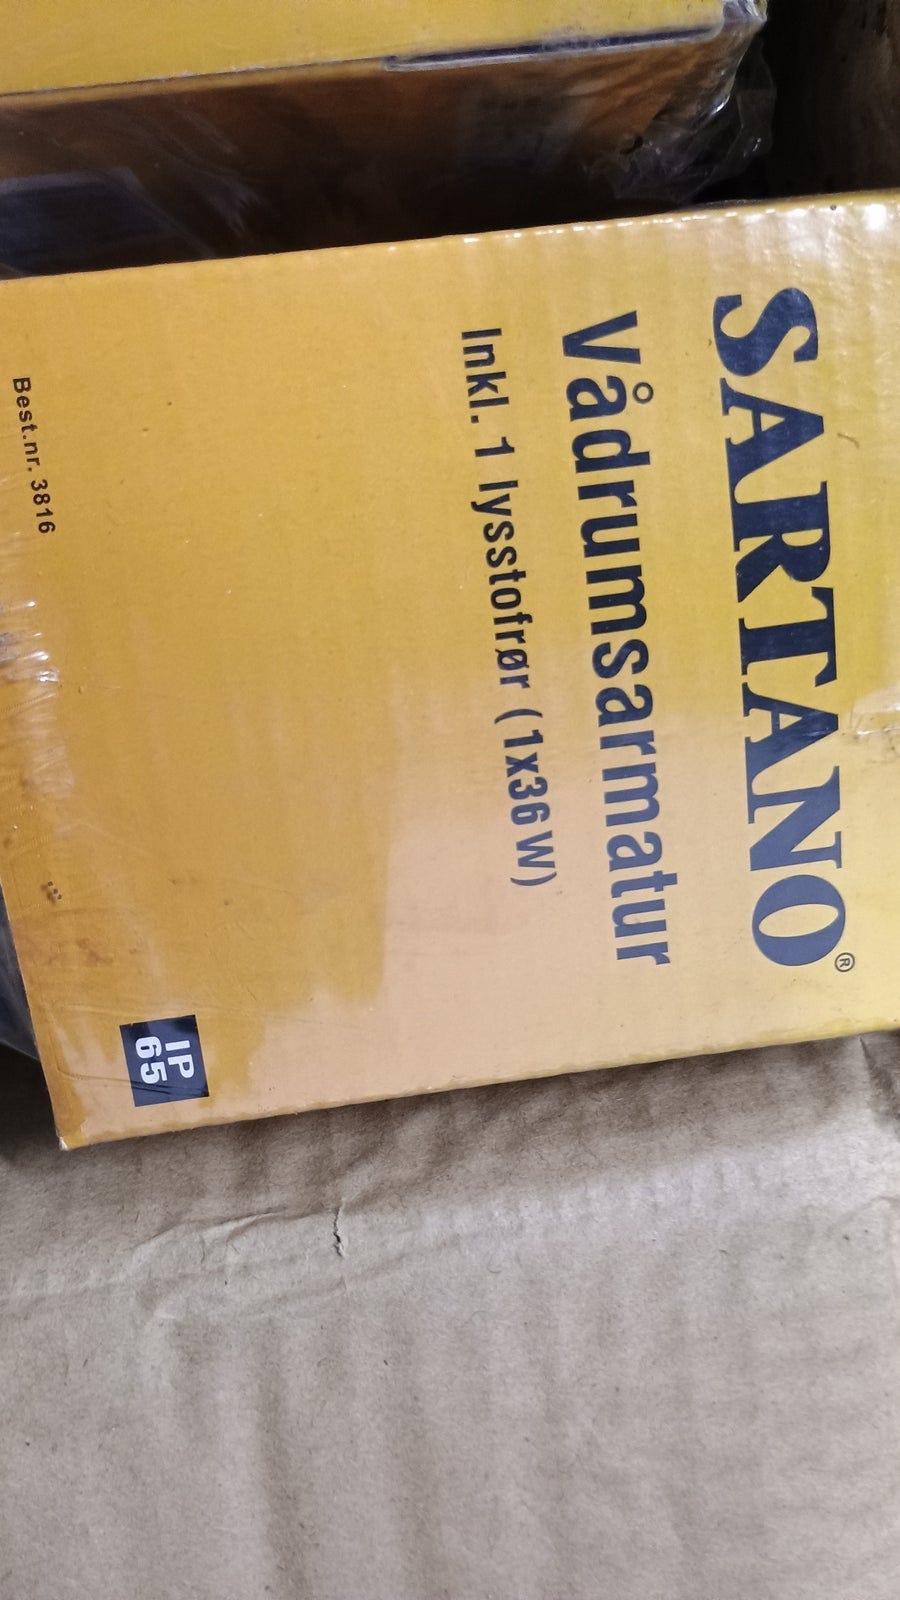 SARTANO®
Vådrumsarmatur
Inkl. 1 lysstofrør (1x36 W)
Best.nr. 3816
IP
65